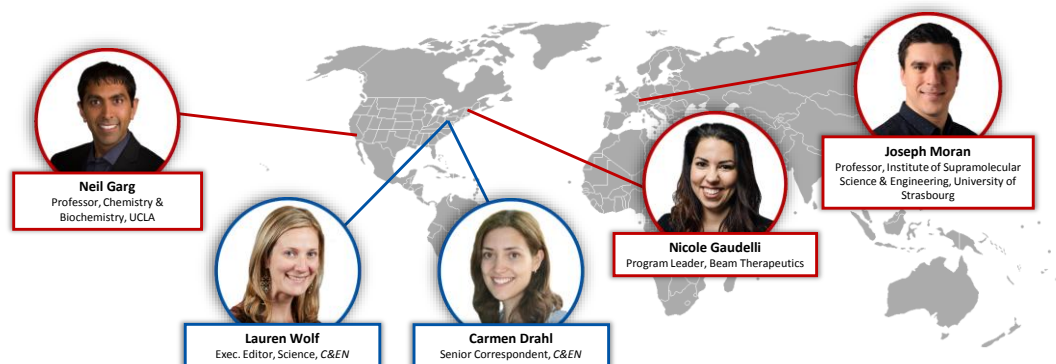 Neil Garg
Professor, Chemistry &
Biochemistry, UCLA
Lauren Wolf
Exec. Editor, Science, C&EN
Carmen Drahl
Senior Correspondent, C&EN
Nicole Gaudelli
Program Leader, Beam Therapeutics
Joseph Moran
Professor, Institute of Supramolecular
Science & Engineering, University of
Strasbourg